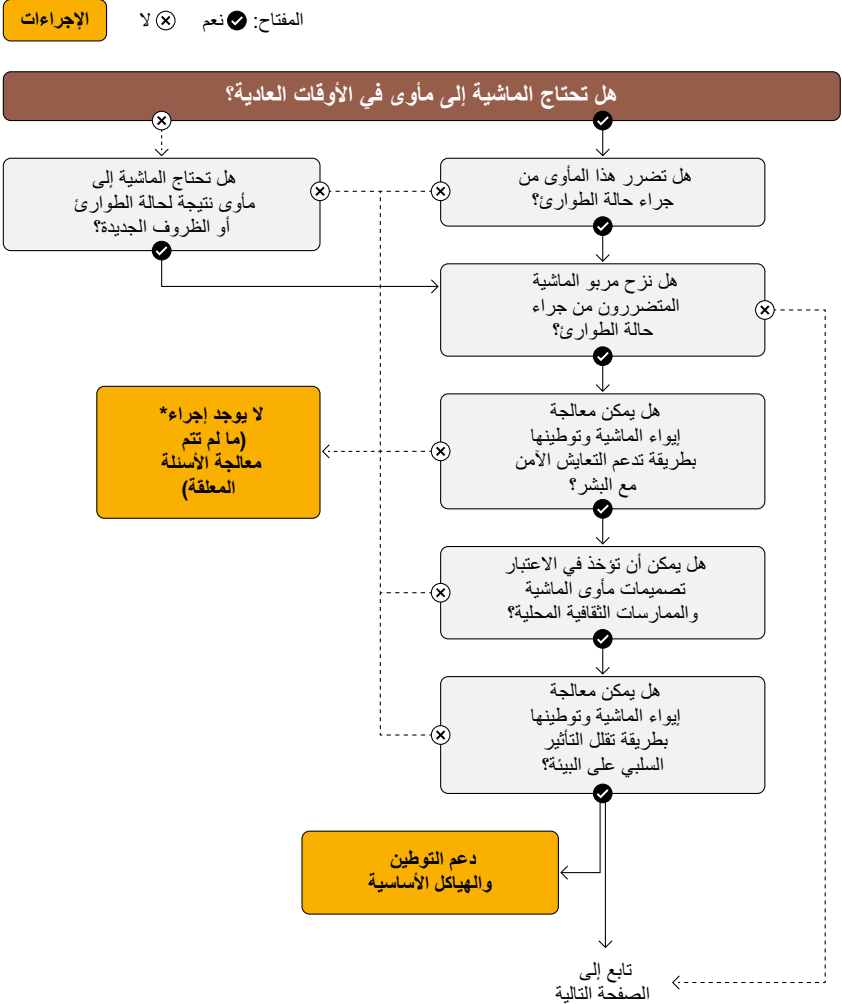 المفتاح: نعم لا الإجراءات
هل تحتاج الماشية إلى مأوى في الأوقات العادية؟
هل تضرر هذا المأوى من
جراء حالة الطوارئ؟
هل تحتاج الماشية إلى
مأوى نتيجة لحالة الطوارئ
أو الظروف الجديدة؟
هل نزح مربو الماشية
المتضررون من جراء
حالة الطوارئ؟
هل يمكن معالجة
إيواء الماشية وتوطينها
بطريقة تدعم التعايش الآمن
مع البشر؟
لا يوجد إجراء*
(ما لم تتم
معالجة الأسئلة
المعلقة)
هل يمكن أن تؤخذ في الاعتبار
تصميمات مأوى الماشية
والممارسات الثقافية المحلية؟
هل يمكن معالجة
إيواء الماشية وتوطينها
بطريقة تقلل التأثير
السلبي على البيئة؟
دعم التوطين
والهياكل الأساسية
تابع إلى
الصفحة التالية